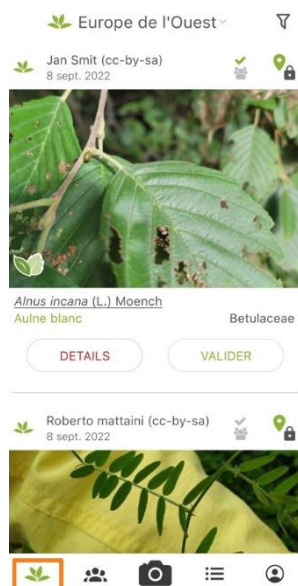 Europe de l'Ouest
Jan Smit (cc-by-sa)
8 sept. 2022
Alnus incana (L.) Moench
Aulne blanc Betulaceae
DETAILS VALIDER
Roberto mattaini (cc-by-sa)
8 sept. 2022